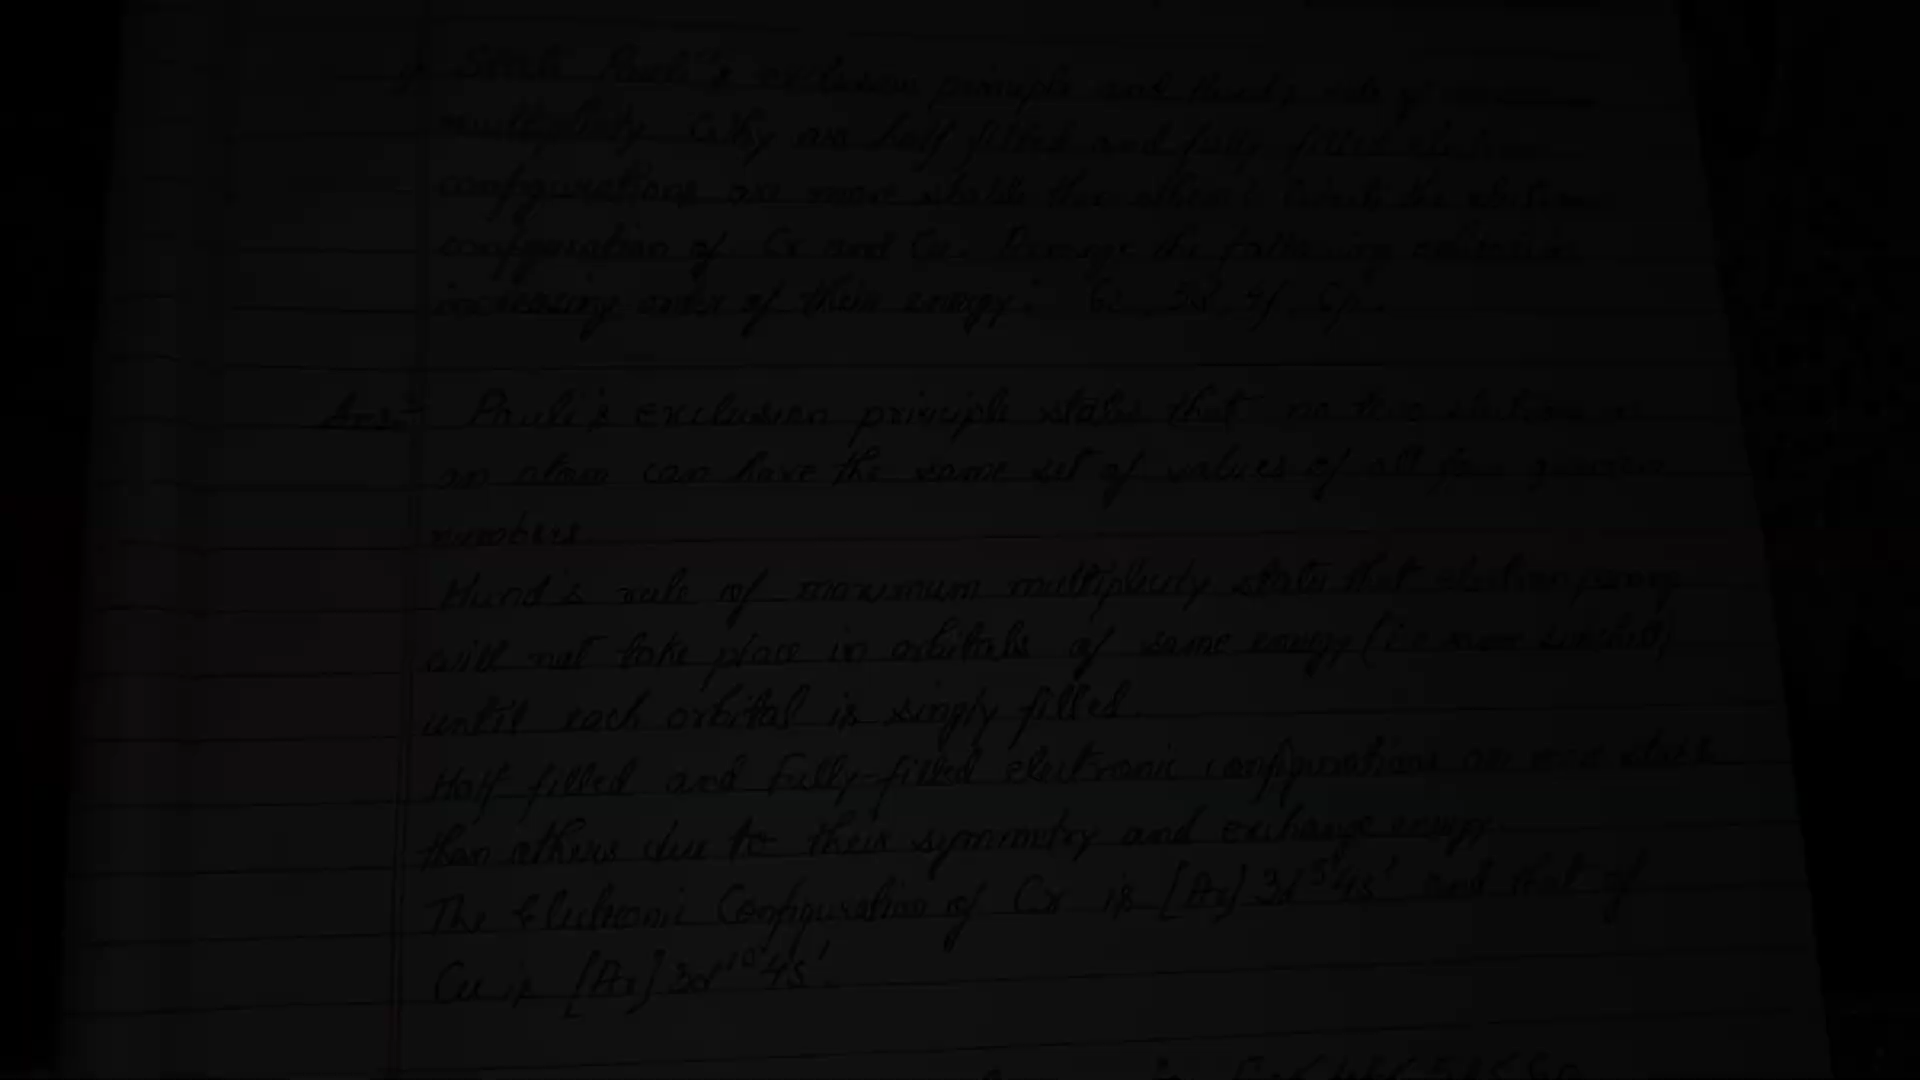 State Pauli's exclusion principle and Hund's rule of
multiplicity. Why are half filled and fully filled
configurations are more stable than others? Write the
configuration of Cr and Cu. Arrange the following orbitals in
increasing order of their energy: 6s, 5d, 4f, 6p.
Ans:- Pauli's exclusion principle states that no two electrons in
an atom can have the same set of values of all four quantum
numbers.
Hund's rule of maximum multiplicity states that electron pairing
will not take place in orbitals of same energy (i.e same subshell)
until each orbital is singly filled.
Half filled and fully-filled electronic configurations are more stable
than others due to their symmetry and exchange energy.
The Electronic Configuration of Cr is [Ar] 3d⁵4s¹ and that of
Cu is [Ar] 3d¹⁰4s¹.